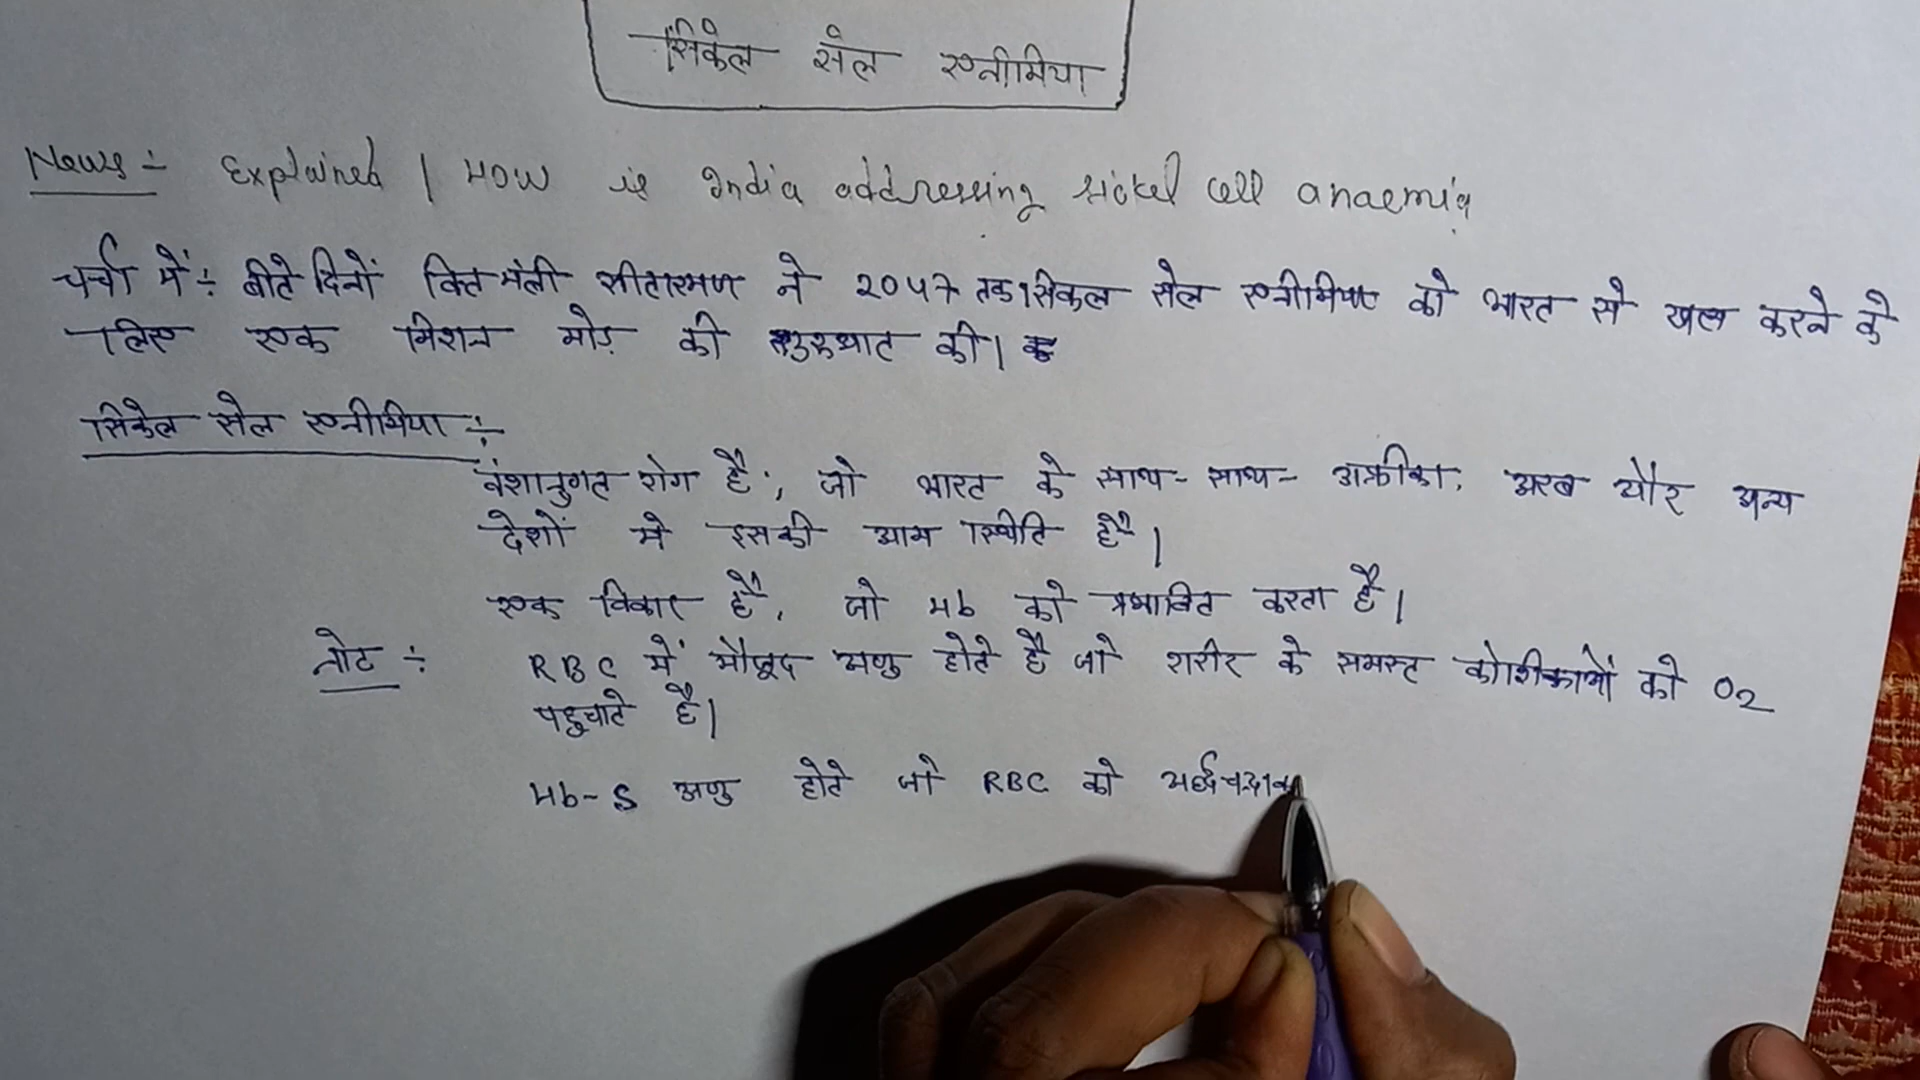 सिकेल सेल एनीमिया
News:- Explained | HOW is India addressing sickel cell anaemia
चर्चा में:- बीते दिनों वित्त मंत्री सीतारमण ने 2047 तक सिकल सेल एनीमिया को भारत से खत्म करने के
लिए एक मिशन मोड़ की शुरुआत की।
सिकेल सेल एनीमिया:-
वंशानुगत रोग है, जो भारत के साथ-साथ- अफ्रीका, अरब और अन्य
देशों मे इसकी आम स्थिति है।
एक विकार है, जो Hb को प्रभावित करता है।
नोट:- RBC में मौजूद अणु होते है जो शरीर के समस्त कोशिकाओं को O2
पहुचाते है।
Hb-S अणु होते जो RBC को अर्द्धचन्द्राका